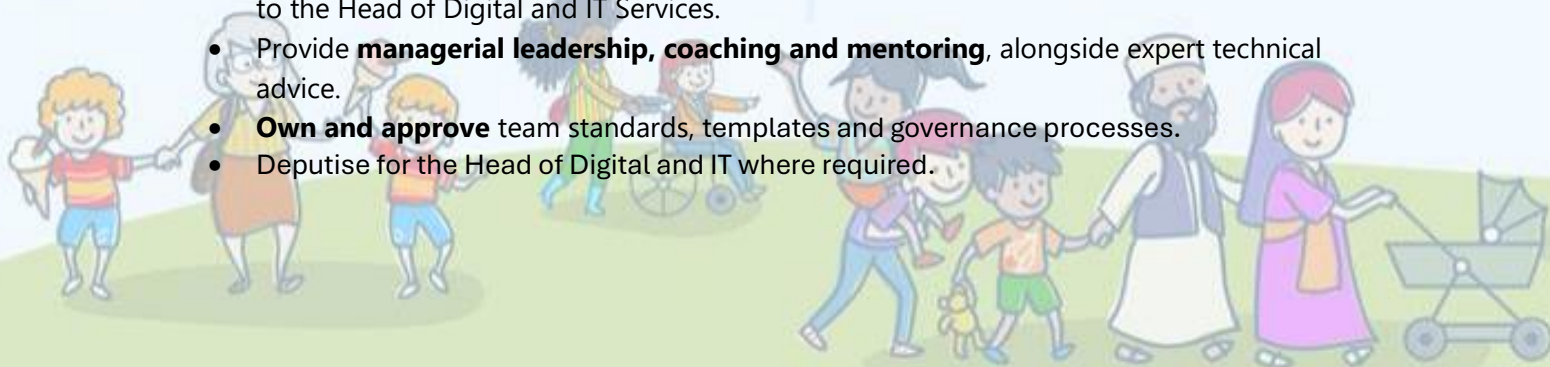 to the Head of Digital and IT Services.
• Provide managerial leadership, coaching and mentoring, alongside expert technical
advice.
• Own and approve team standards, templates and governance processes.
• Deputise for the Head of Digital and IT where required.